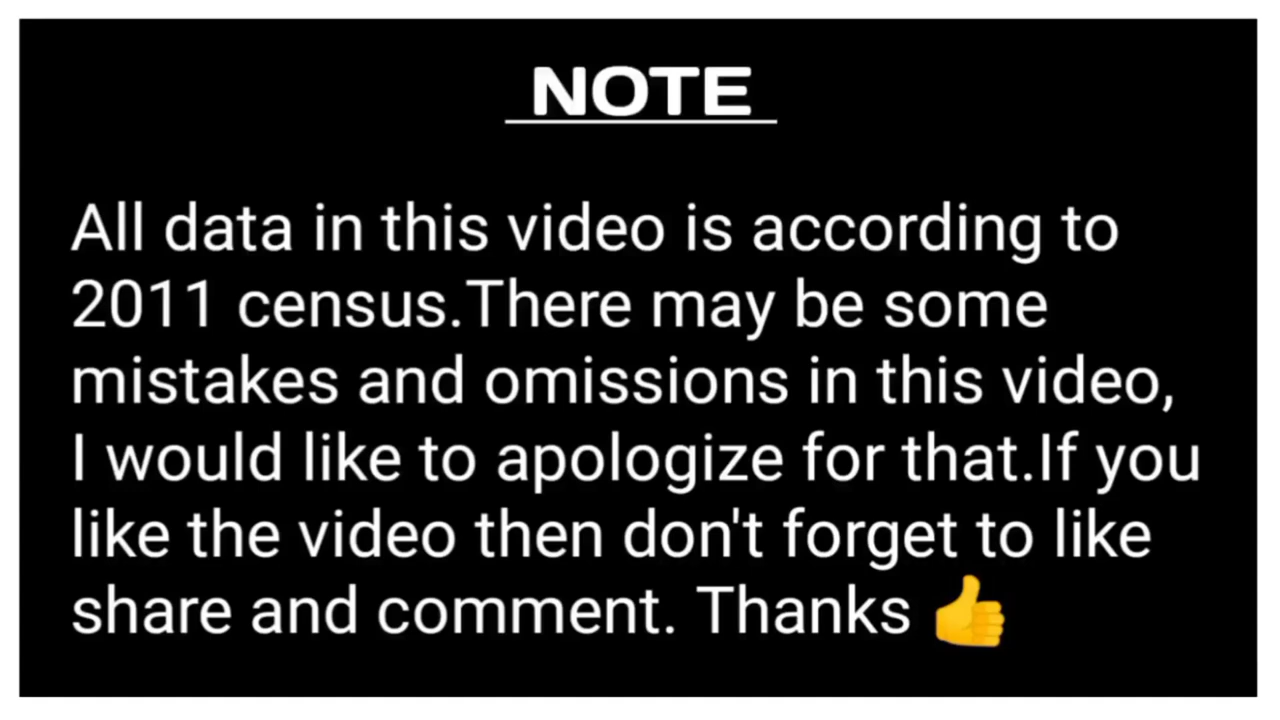 NOTE
All data in this video is according to
2011 census.There may be some
mistakes and omissions in this video,
I would like to apologize for that.If you
like the video then don't forget to like
share and comment. Thanks 👍